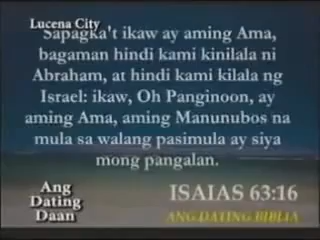 Lucena City
Sapagka't ikaw ay aming Ama,
bagaman hindi kami kinilala ni
Abraham, at hindi kami kilala ng
Israel: ikaw, Oh Panginoon, ay
aming Ama, aming Manunubos na
mula sa walang pasimula ay siya
mong pangalan.
Ang
Dating
Daan
ISAIAS 63:16
ANG DATING BIBLIA